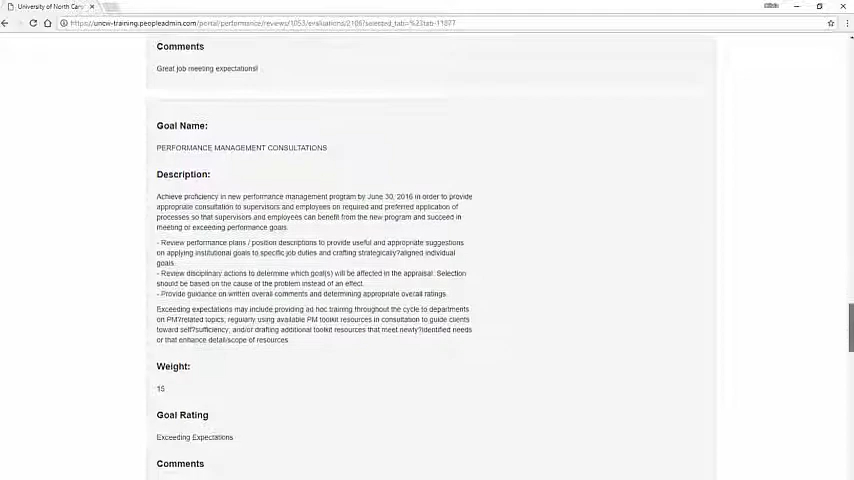 University of North Car
https://uncw-training.peopleadmin.com/portal/performance/reviews/1053/evaluations/2106?selected_tab=%23tab-11877
Comments
Great job meeting expectations!
Goal Name:
PERFORMANCE MANAGEMENT CONSULTATIONS
Description:
Achieve proficiency in new performance management program by June 30, 2016 in order to provide
appropriate consultation to supervisors and employees on required and preferred application of
processes so that supervisors and employees can benefit from the new program and succeed in
meeting or exceeding performance goals.
- Review performance plans / position descriptions to provide useful and appropriate suggestions
on applying institutional goals to specific job duties and crafting strategically?aligned individual
goals.
- Review disciplinary actions to determine which goal(s) will be affected in the appraisal. Selection
should be based on the cause of the problem instead of an effect.
- Provide guidance on written overall comments and determining appropriate overall ratings.
Exceeding expectations may include providing ad hoc training throughout the cycle to departments
on PM?related topics, regularly using available PM toolkit resources in consultation to guide clients
toward self?sufficiency, and/or drafting additional toolkit resources that meet newly?identified needs
or that enhance detail/scope of resources.
Weight:
15
Goal Rating
Exceeding Expectations
Comments